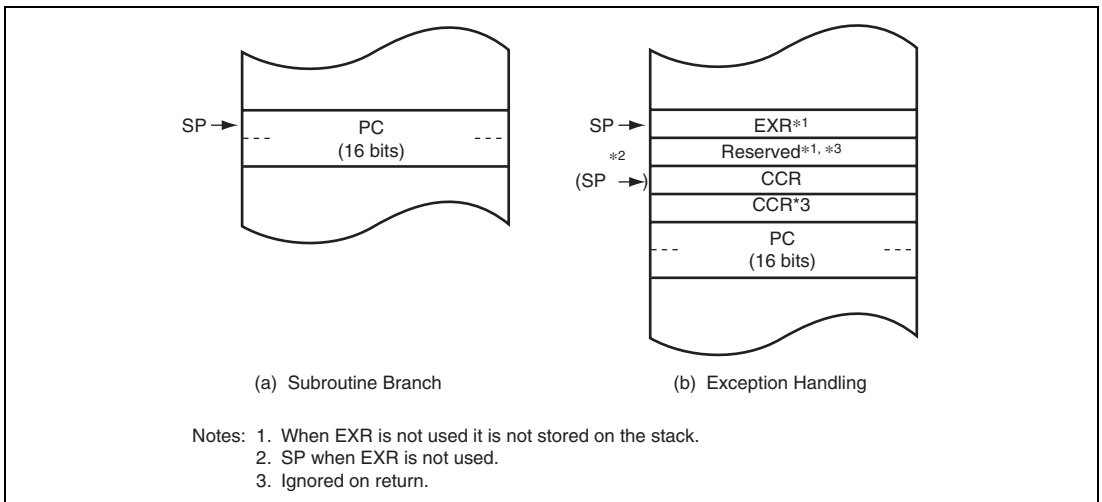 SP
PC
(16 bits)
SP
EXR*1
Reserved*1, *3
*2
(SP )
CCR
CCR*3
PC
(16 bits)
(a) Subroutine Branch
(b) Exception Handling
Notes: 1. When EXR is not used it is not stored on the stack.
2. SP when EXR is not used.
3. Ignored on return.